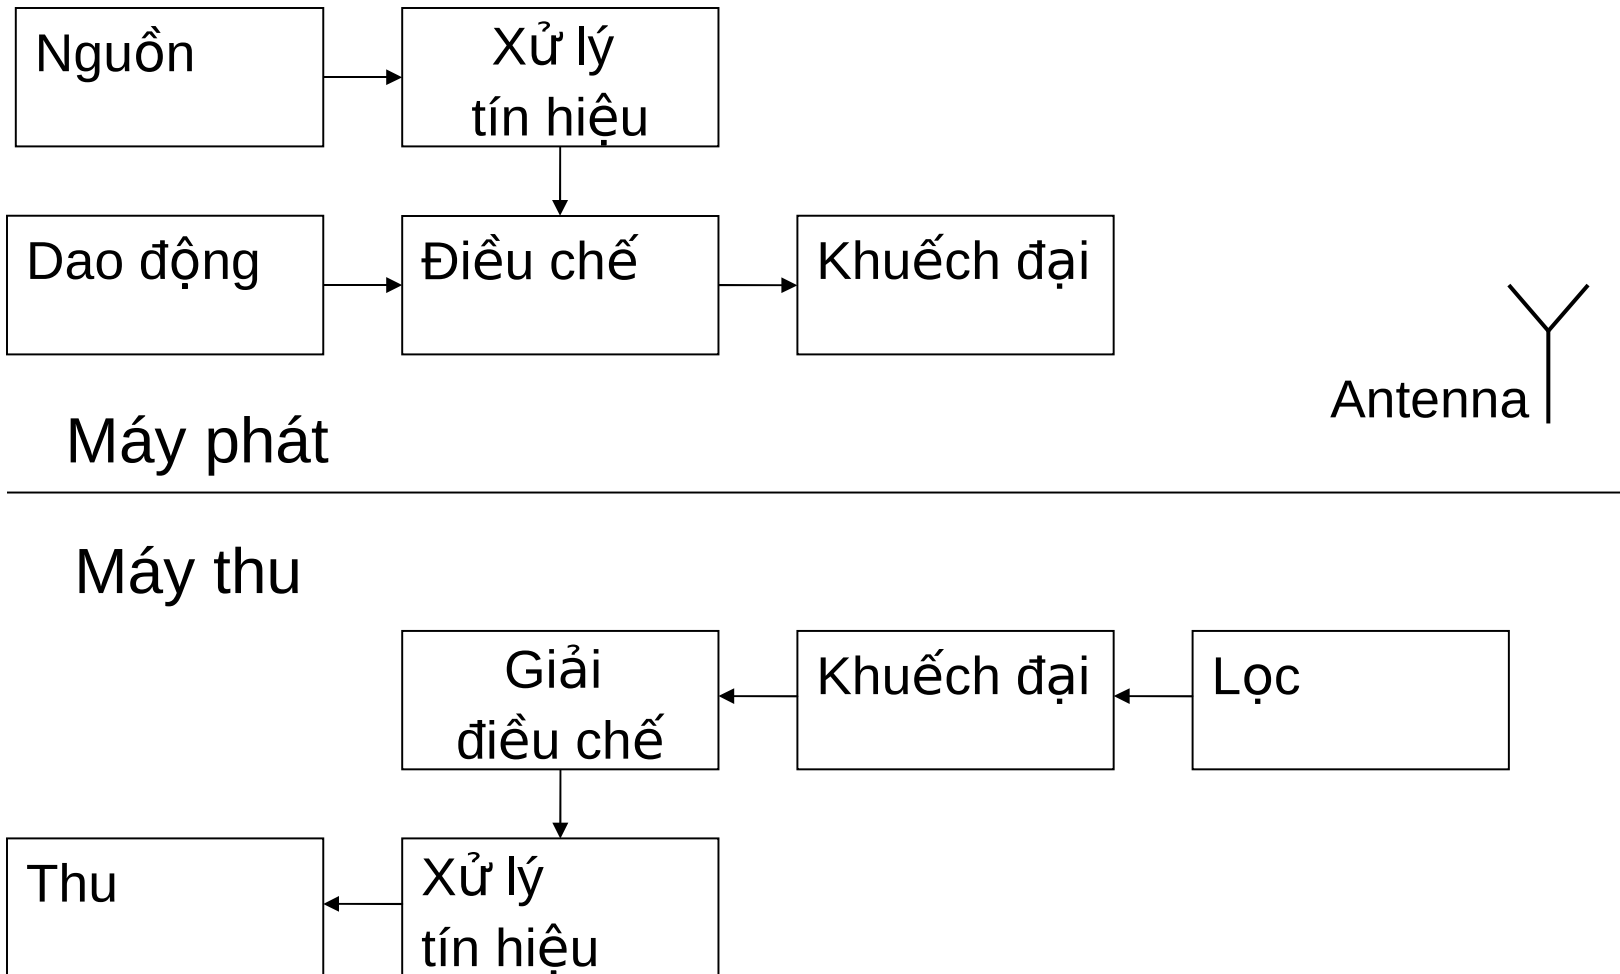 Nguồn
Xử lý
tín hiệu
Dao động
Điều chế
Khuếch đại
Antenna
Máy phát
Máy thu
Giải
điều chế
Khuếch đại
Lọc
Thu
Xử lý
tín hiệu